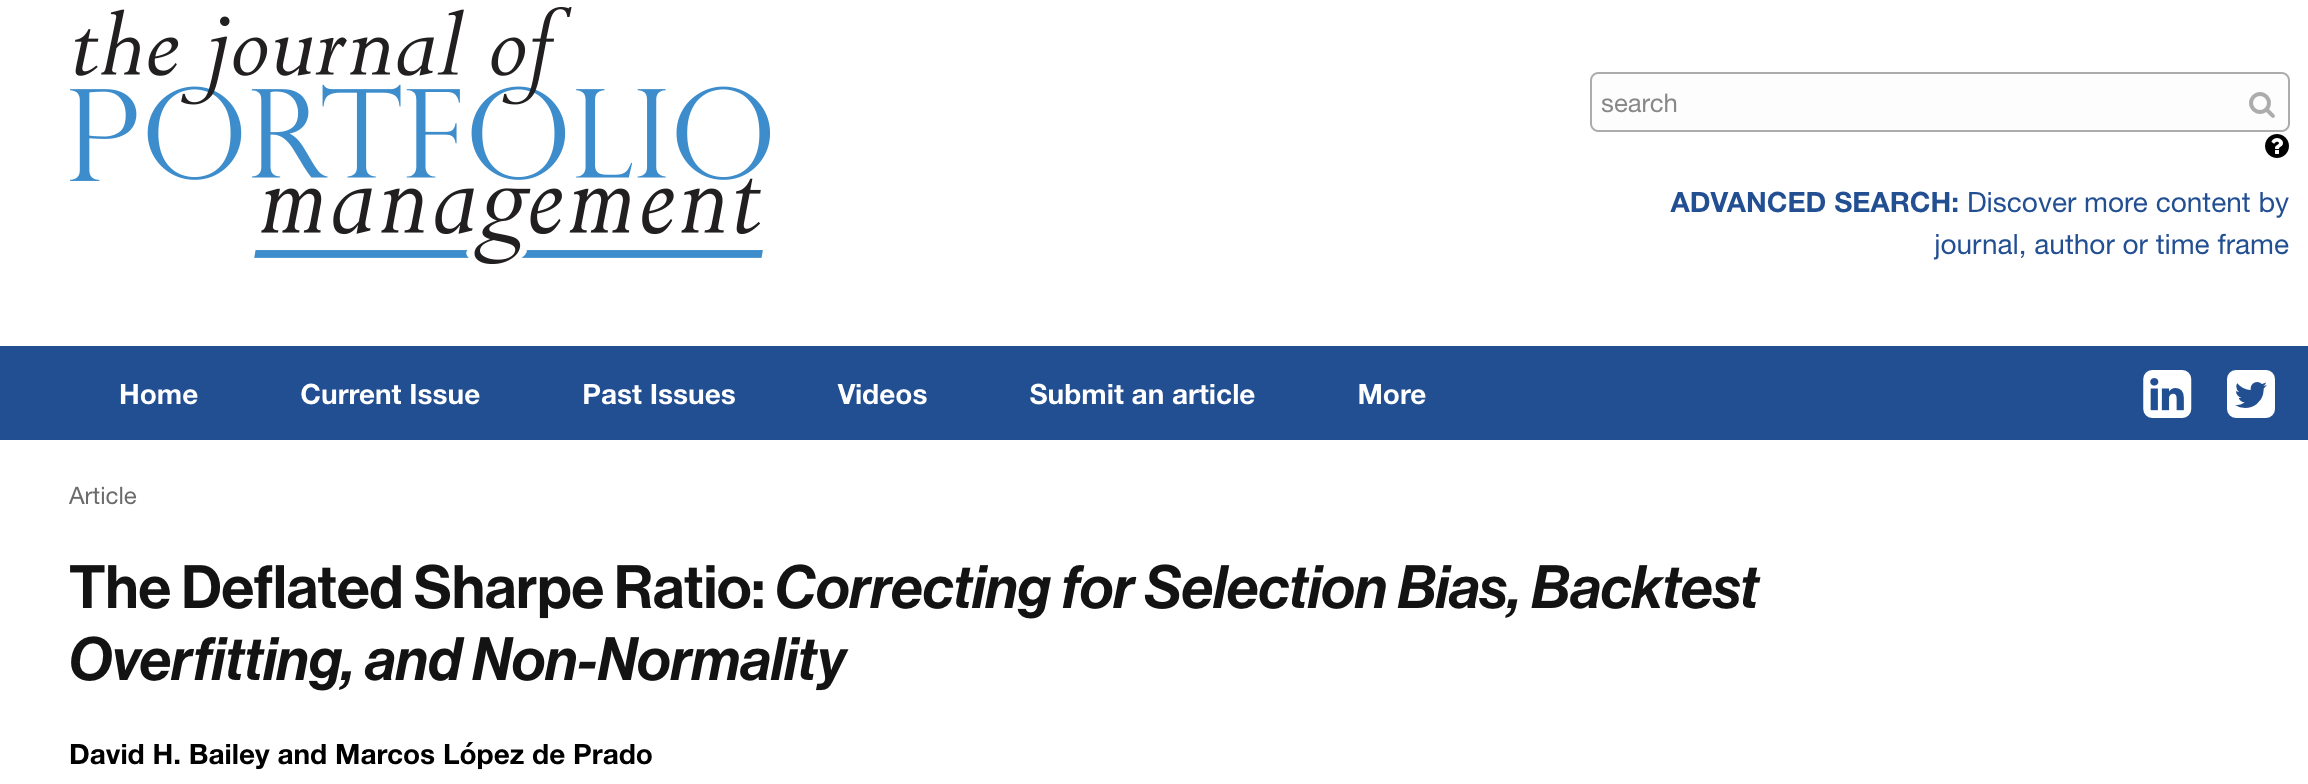 the journal of
PORTFOLIO
management
search
?
ADVANCED SEARCH: Discover more content by
journal, author or time frame
Home Current Issue Past Issues Videos Submit an article More in
Article
The Deflated Sharpe Ratio: Correcting for Selection Bias, Backtest
Overfitting, and Non-Normality
David H. Bailey and Marcos López de Prado